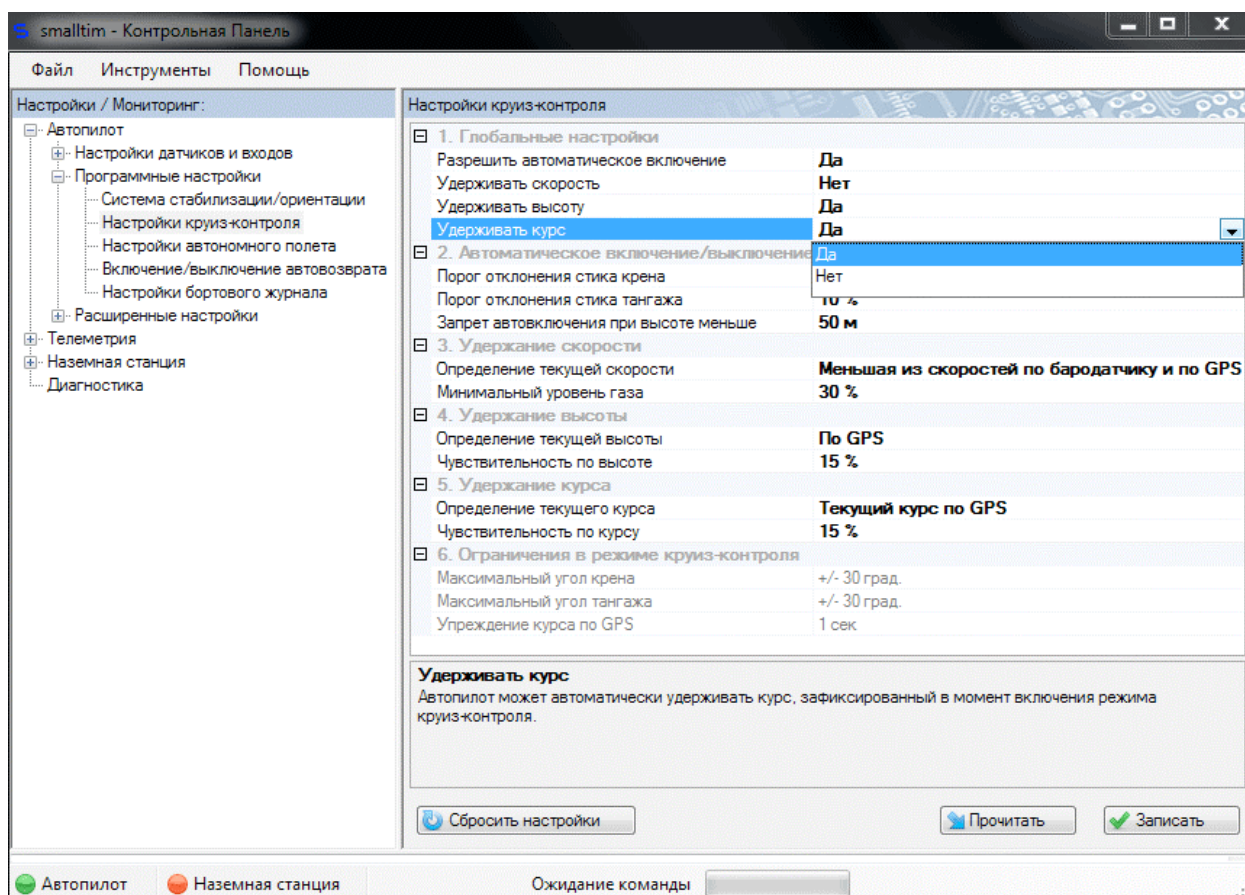 smalltim - Контрольная Панель
Файл Инструменты Помощь
Настройки / Мониторинг:
Автопилот
Настройки датчиков и входов
Программные настройки
Система стабилизации/ориентации
Настройки круиз-контроля
Настройки автономного полета
Включение/выключение автовозврата
Настройки бортового журнала
Расширенные настройки
Телеметрия
Наземная станция
Диагностика
Настройки круиз-контроля
1. Глобальные настройки
Разрешить автоматическое включение Да
Удерживать скорость Нет
Удерживать высоту Да
Удерживать курс Да
2. Автоматическое включение/выключение
Да
Нет
Порог отклонения стика крена
Порог отклонения стика тангажа 10 %
Запрет автовключения при высоте меньше 50 м
3. Удержание скорости
Определение текущей скорости Меньшая из скоростей по бародатчику и по GPS
Минимальный уровень газа 30 %
4. Удержание высоты
Определение текущей высоты По GPS
Чувствительность по высоте 15 %
5. Удержание курса
Определение текущего курса Текущий курс по GPS
Чувствительность по курсу 15 %
6. Ограничения в режиме круиз-контроля
Максимальный угол крена +/- 30 град.
Максимальный угол тангажа +/- 30 град.
Упреждение курса по GPS 1 сек
Удерживать курс
Автопилот может автоматически удерживать курс, зафиксированный в момент включения режима
круиз-контроля.
Сбросить настройки Прочитать Записать
Автопилот Наземная станция Ожидание команды